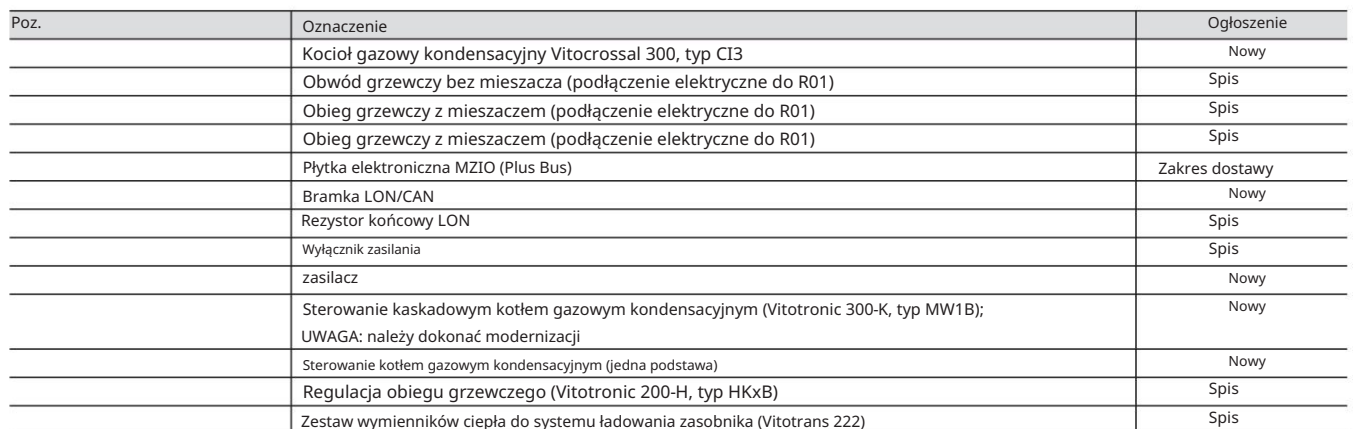 Poz. Oznaczenie Ogłoszenie
Kocioł gazowy kondensacyjny Vitocrossal 300, typ CI3 Nowy
Obwód grzewczy bez mieszacza (podłączenie elektryczne do R01) Spis
Obieg grzewczy z mieszaczem (podłączenie elektryczne do R01) Spis
Obieg grzewczy z mieszaczem (podłączenie elektryczne do R01) Spis
Płytka elektroniczna MZIO (Plus Bus) Zakres dostawy
Bramka LON/CAN Nowy
Rezystor końcowy LON Spis
Wyłącznik zasilania Spis
zasilacz Nowy
Sterowanie kaskadowym kotłem gazowym kondensacyjnym (Vitotronic 300-K, typ MW1B); Nowy
UWAGA: należy dokonać modernizacji
Sterowanie kotłem gazowym kondensacyjnym (jedna podstawa) Nowy
Regulacja obiegu grzewczego (Vitotronic 200-H, typ HKxB) Spis
Zestaw wymienników ciepła do systemu ładowania zasobnika (Vitotrans 222) Spis